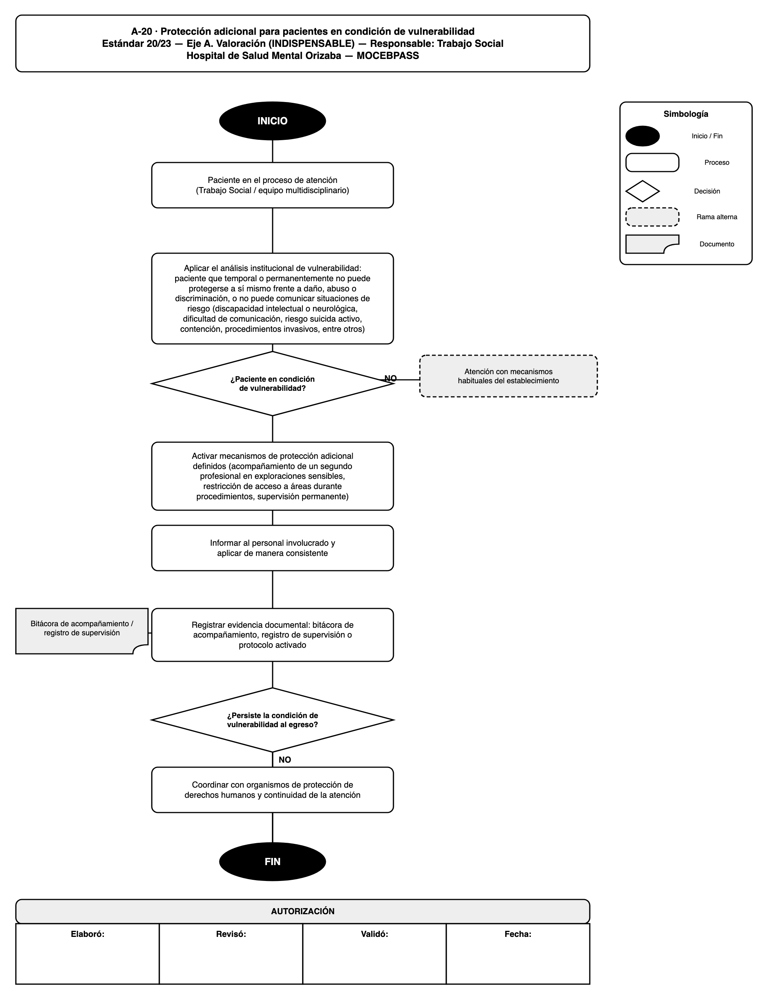 A-20 · Protección adicional para pacientes en condición de vulnerabilidad
Estándar 20/23 — Eje A. Valoración (INDISPENSABLE) — Responsable: Trabajo Social
Hospital de Salud Mental Orizaba — MOCEBPASS
INICIO
Simbología
Inicio / Fin
Proceso
Decisión
Rama alterna
Documento
Paciente en el proceso de atención
(Trabajo Social / equipo multidisciplinario)
Aplicar el análisis institucional de vulnerabilidad:
paciente que temporal o permanentemente no puede
protegerse a sí mismo frente a daño, abuso o
discriminación, o no puede comunicar situaciones de
riesgo (discapacidad intelectual o neurológica,
dificultad de comunicación, riesgo suicida activo,
contención, procedimientos invasivos, entre otros)
¿Paciente en condición
de vulnerabilidad?
NO
Atención con mecanismos
habituales del establecimiento
Activar mecanismos de protección adicional
definidos (acompañamiento de un segundo
profesional en exploraciones sensibles,
restricción de acceso a áreas durante
procedimientos, supervisión permanente)
Informar al personal involucrado y
aplicar de manera consistente
Bitácora de acompañamiento /
registro de supervisión
Registrar evidencia documental: bitácora de
acompañamiento, registro de supervisión o
protocolo activado
¿Persiste la condición de
vulnerabilidad al egreso?
NO
Coordinar con organismos de protección de
derechos humanos y continuidad de la atención
FIN
AUTORIZACIÓN
Elaboró:
Revisó:
Validó:
Fecha: